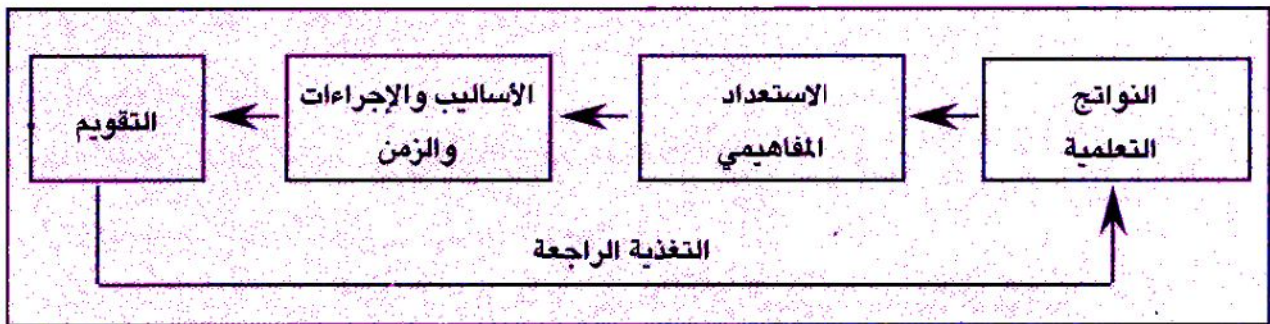 النواتج
التعلمية
الاستعداد
المفاهيمي
الأساليب والإجراءات
والزمن
التقويم
التغذية الراجعة